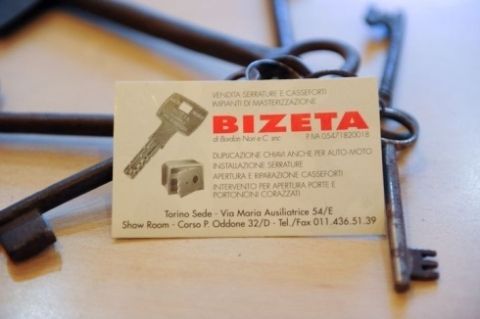 VENDITA SERRATURE E CASSEFORTI
IMPIANTI DI MASTERIZZAZIONE
BIZETA
di Bordon Nori e C. snc P. IVA 05471820018
DUPLICAZIONE CHIAVI ANCHE PER AUTO-MOTO
INSTALLAZIONE SERRATURE
APERTURA E RIPARAZIONE CASSEFORTI
INTERVENTO PER APERTURA PORTE E
PORTONCINI CORAZZATI
Torino Sede - Via Maria Ausiliatrice 54/E
Show Room - Corso P. Oddone 32/D - Tel./Fax 011.436.51.39